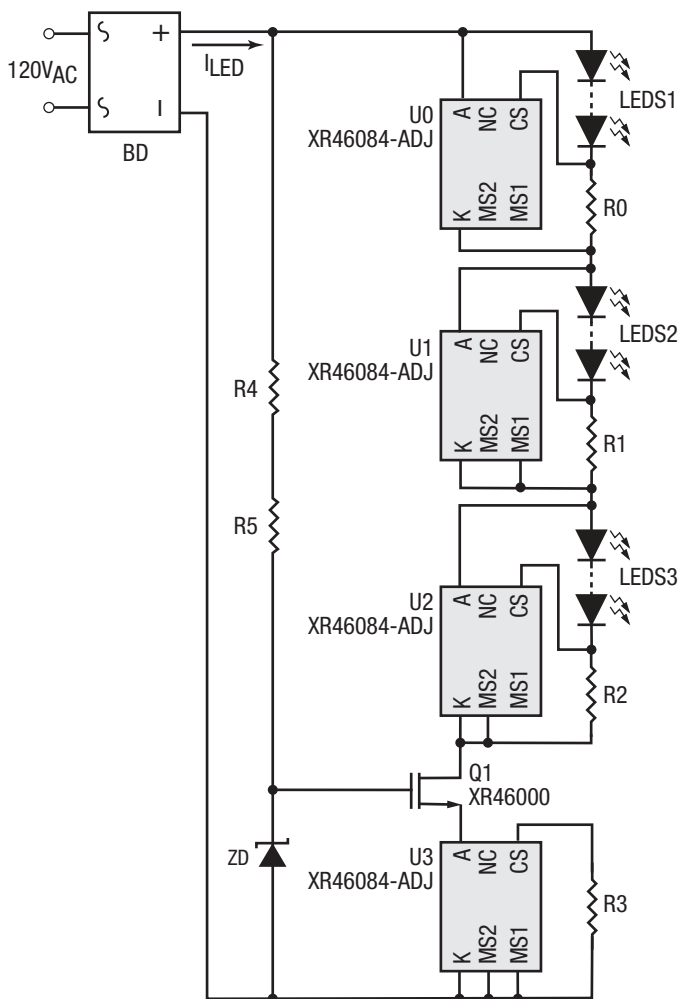 120VAC
+
–
BD
ILED
LEDS1
U0
XR46084-ADJ
A
NC
CS
K
MS2
MS1
R0
LEDS2
U1
XR46084-ADJ
A
NC
CS
K
MS2
MS1
R1
R4
R5
LEDS3
U2
XR46084-ADJ
A
NC
CS
K
MS2
MS1
R2
Q1
XR46000
ZD
U3
XR46084-ADJ
A
NC
CS
K
MS2
MS1
R3